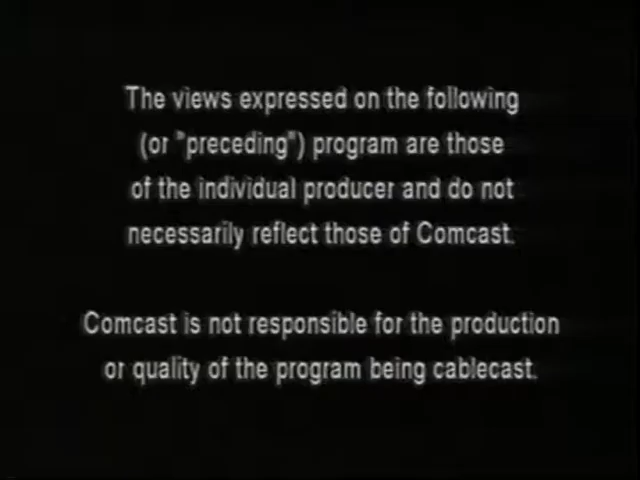 The views expressed on the following
(or "preceding") program are those
of the individual producer and do not
necessarily reflect those of Comcast.
Comcast is not responsible for the production
or quality of the program being cablecast.